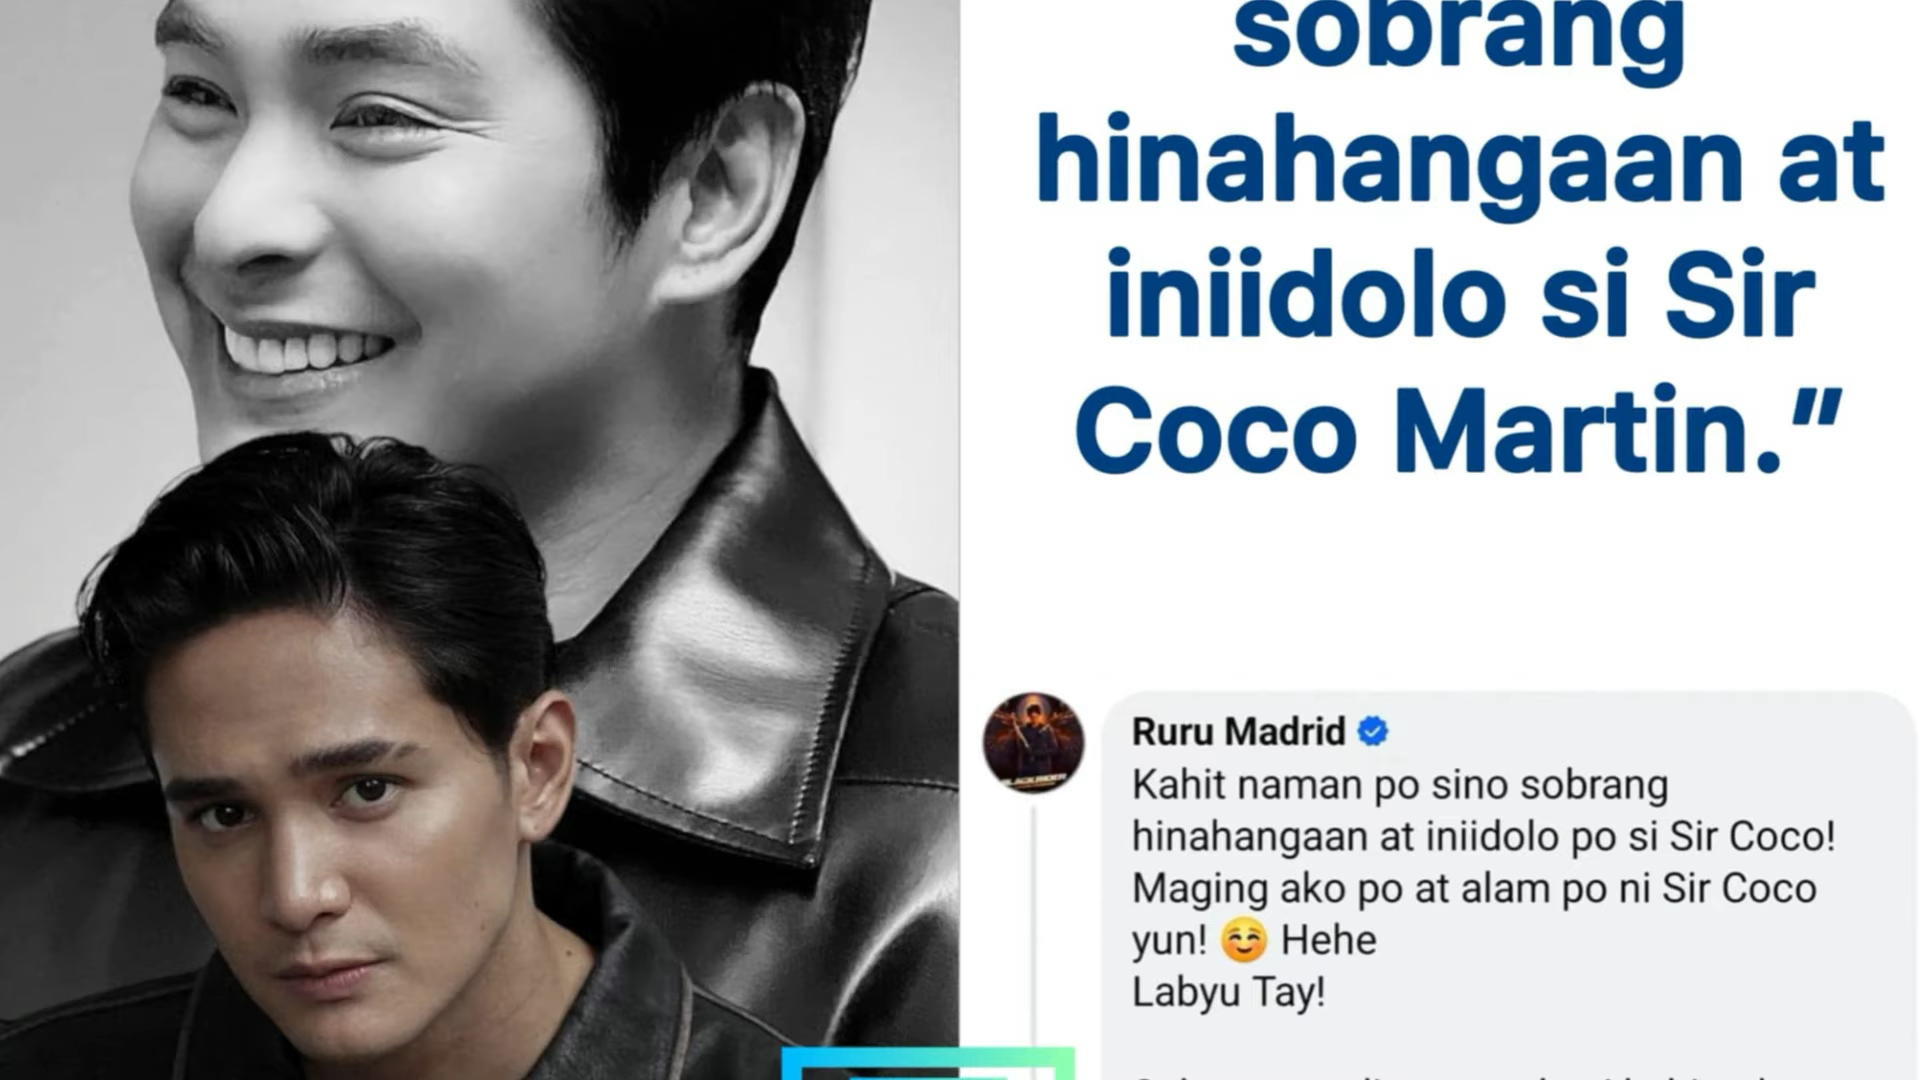 sobrang
hinahangaan at
iniidolo si Sir
Coco Martin."
Ruru Madrid
Kahit naman po sino sobrang
hinahangaan at iniidolo po si Sir Coco!
Maging ako po at alam po ni Sir Coco
yun! ☺️ Hehe
Labyu Tay!